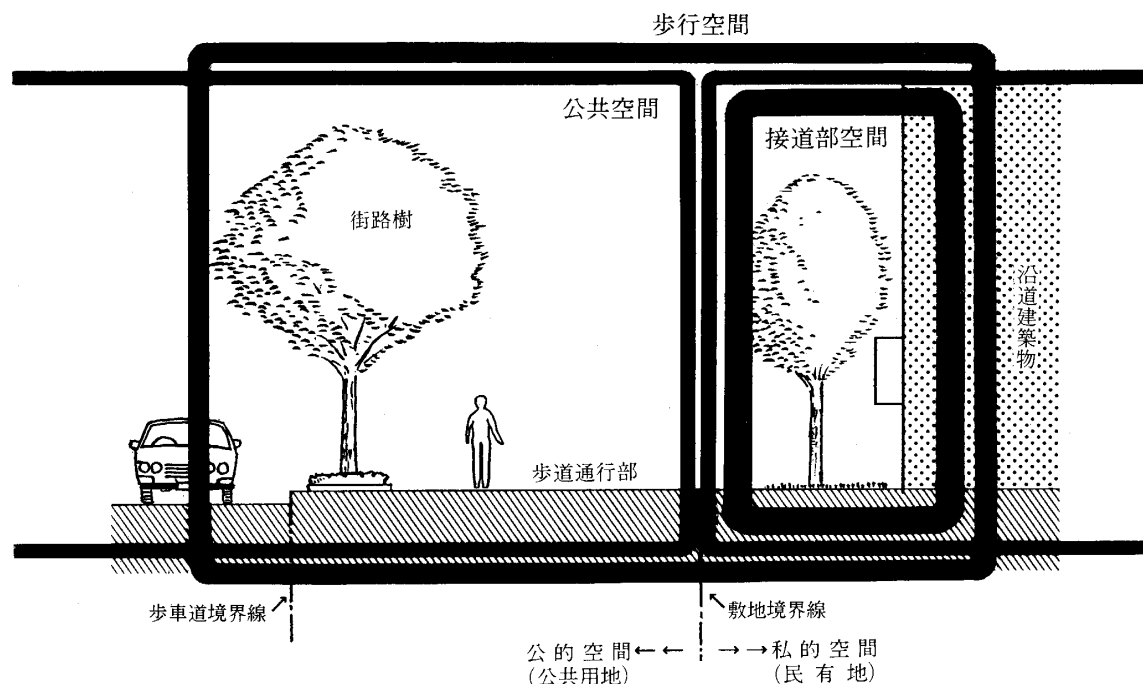 歩行空間
公共空間
接道部空間
街路樹
沿道建築物
歩道通行部
歩車道境界線
敷地境界線
公的空間←←
(公共用地)
→→私的空間
(民有地)